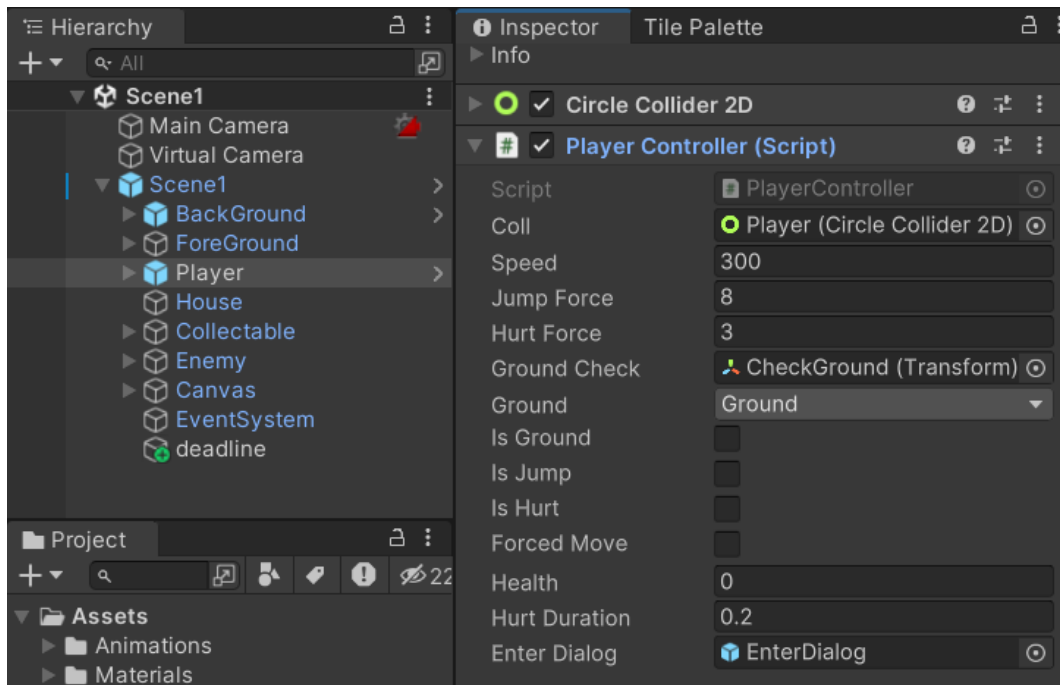 Hierarchy
All
Scene1
Main Camera
Virtual Camera
Scene1
BackGround
ForeGround
Player
House
Collectable
Enemy
Canvas
EventSystem
deadline
Project
22
Assets
Animations
Materials
Inspector Tile Palette
Info
Circle Collider 2D
# Player Controller (Script)
Script # PlayerController
Coll Player (Circle Collider 2D)
Speed 300
Jump Force 8
Hurt Force 3
Ground Check CheckGround (Transform)
Ground Ground
Is Ground
Is Jump
Is Hurt
Forced Move
Health 0
Hurt Duration 0.2
Enter Dialog EnterDialog